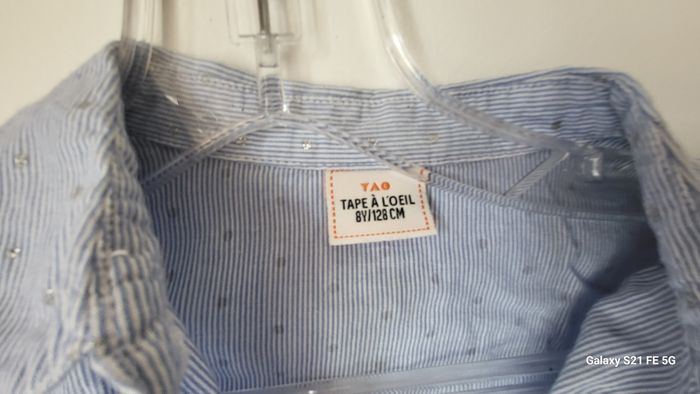 TAO
TAPE À L'OEIL
8Y/128 CM
Galaxy S21 FE 5G